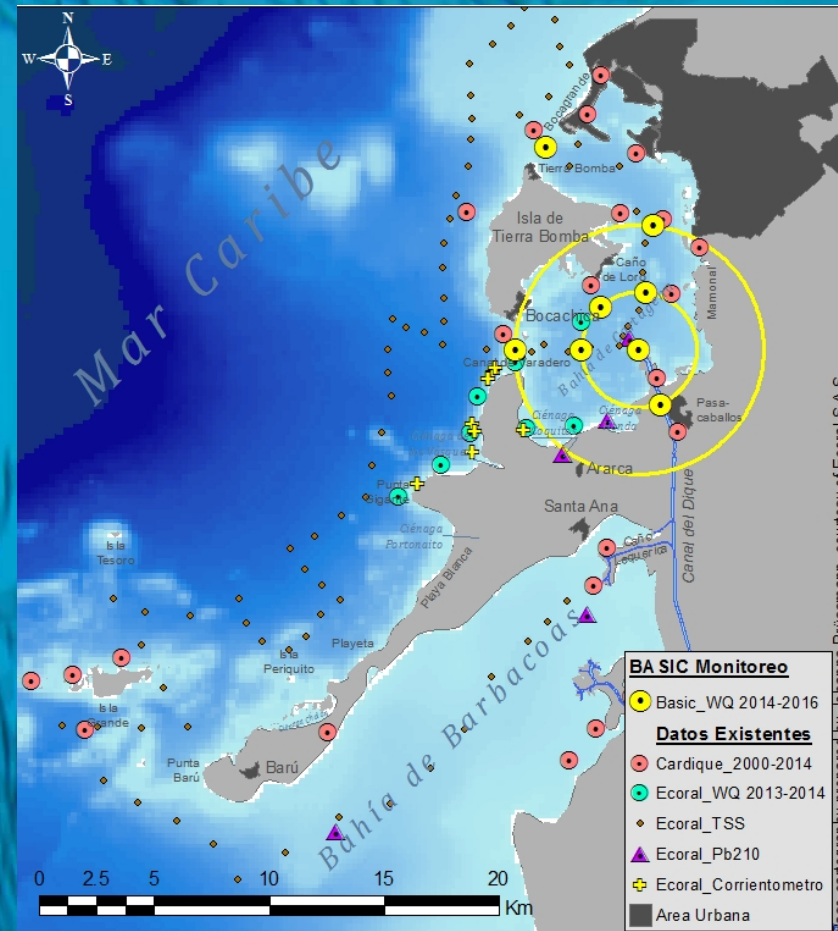 N
W
E
S
Mar Caribe
Bocagrande
Tierra Bomba
Isla de
Tierra Bomba
Caño
de Loro
Mamonal
Bocachica
Bahía de
Canal de Varadero
Pasa-
caballos
Ciénaga
Ciénaga
Ararca
Punta
Gigante
Santa Ana
Ciénaga
Portonaito
Caño
Lequerica
Canal del Dique
Isla
Tesoro
Playa Blanca
Playeta
Isla
Periquito
Isla
Grande
Punta
Barú
Barú
Bahía de Barbacoas
BASIC Monitoreo
Basic_WQ 2014-2016
Datos Existentes
Cardique_2000-2014
Ecoral_WQ 2013-2014
Ecoral_TSS
Ecoral_Pb210
Ecoral_Corrientometro
Area Urbana
0 2.5 5 10 15 20
Km